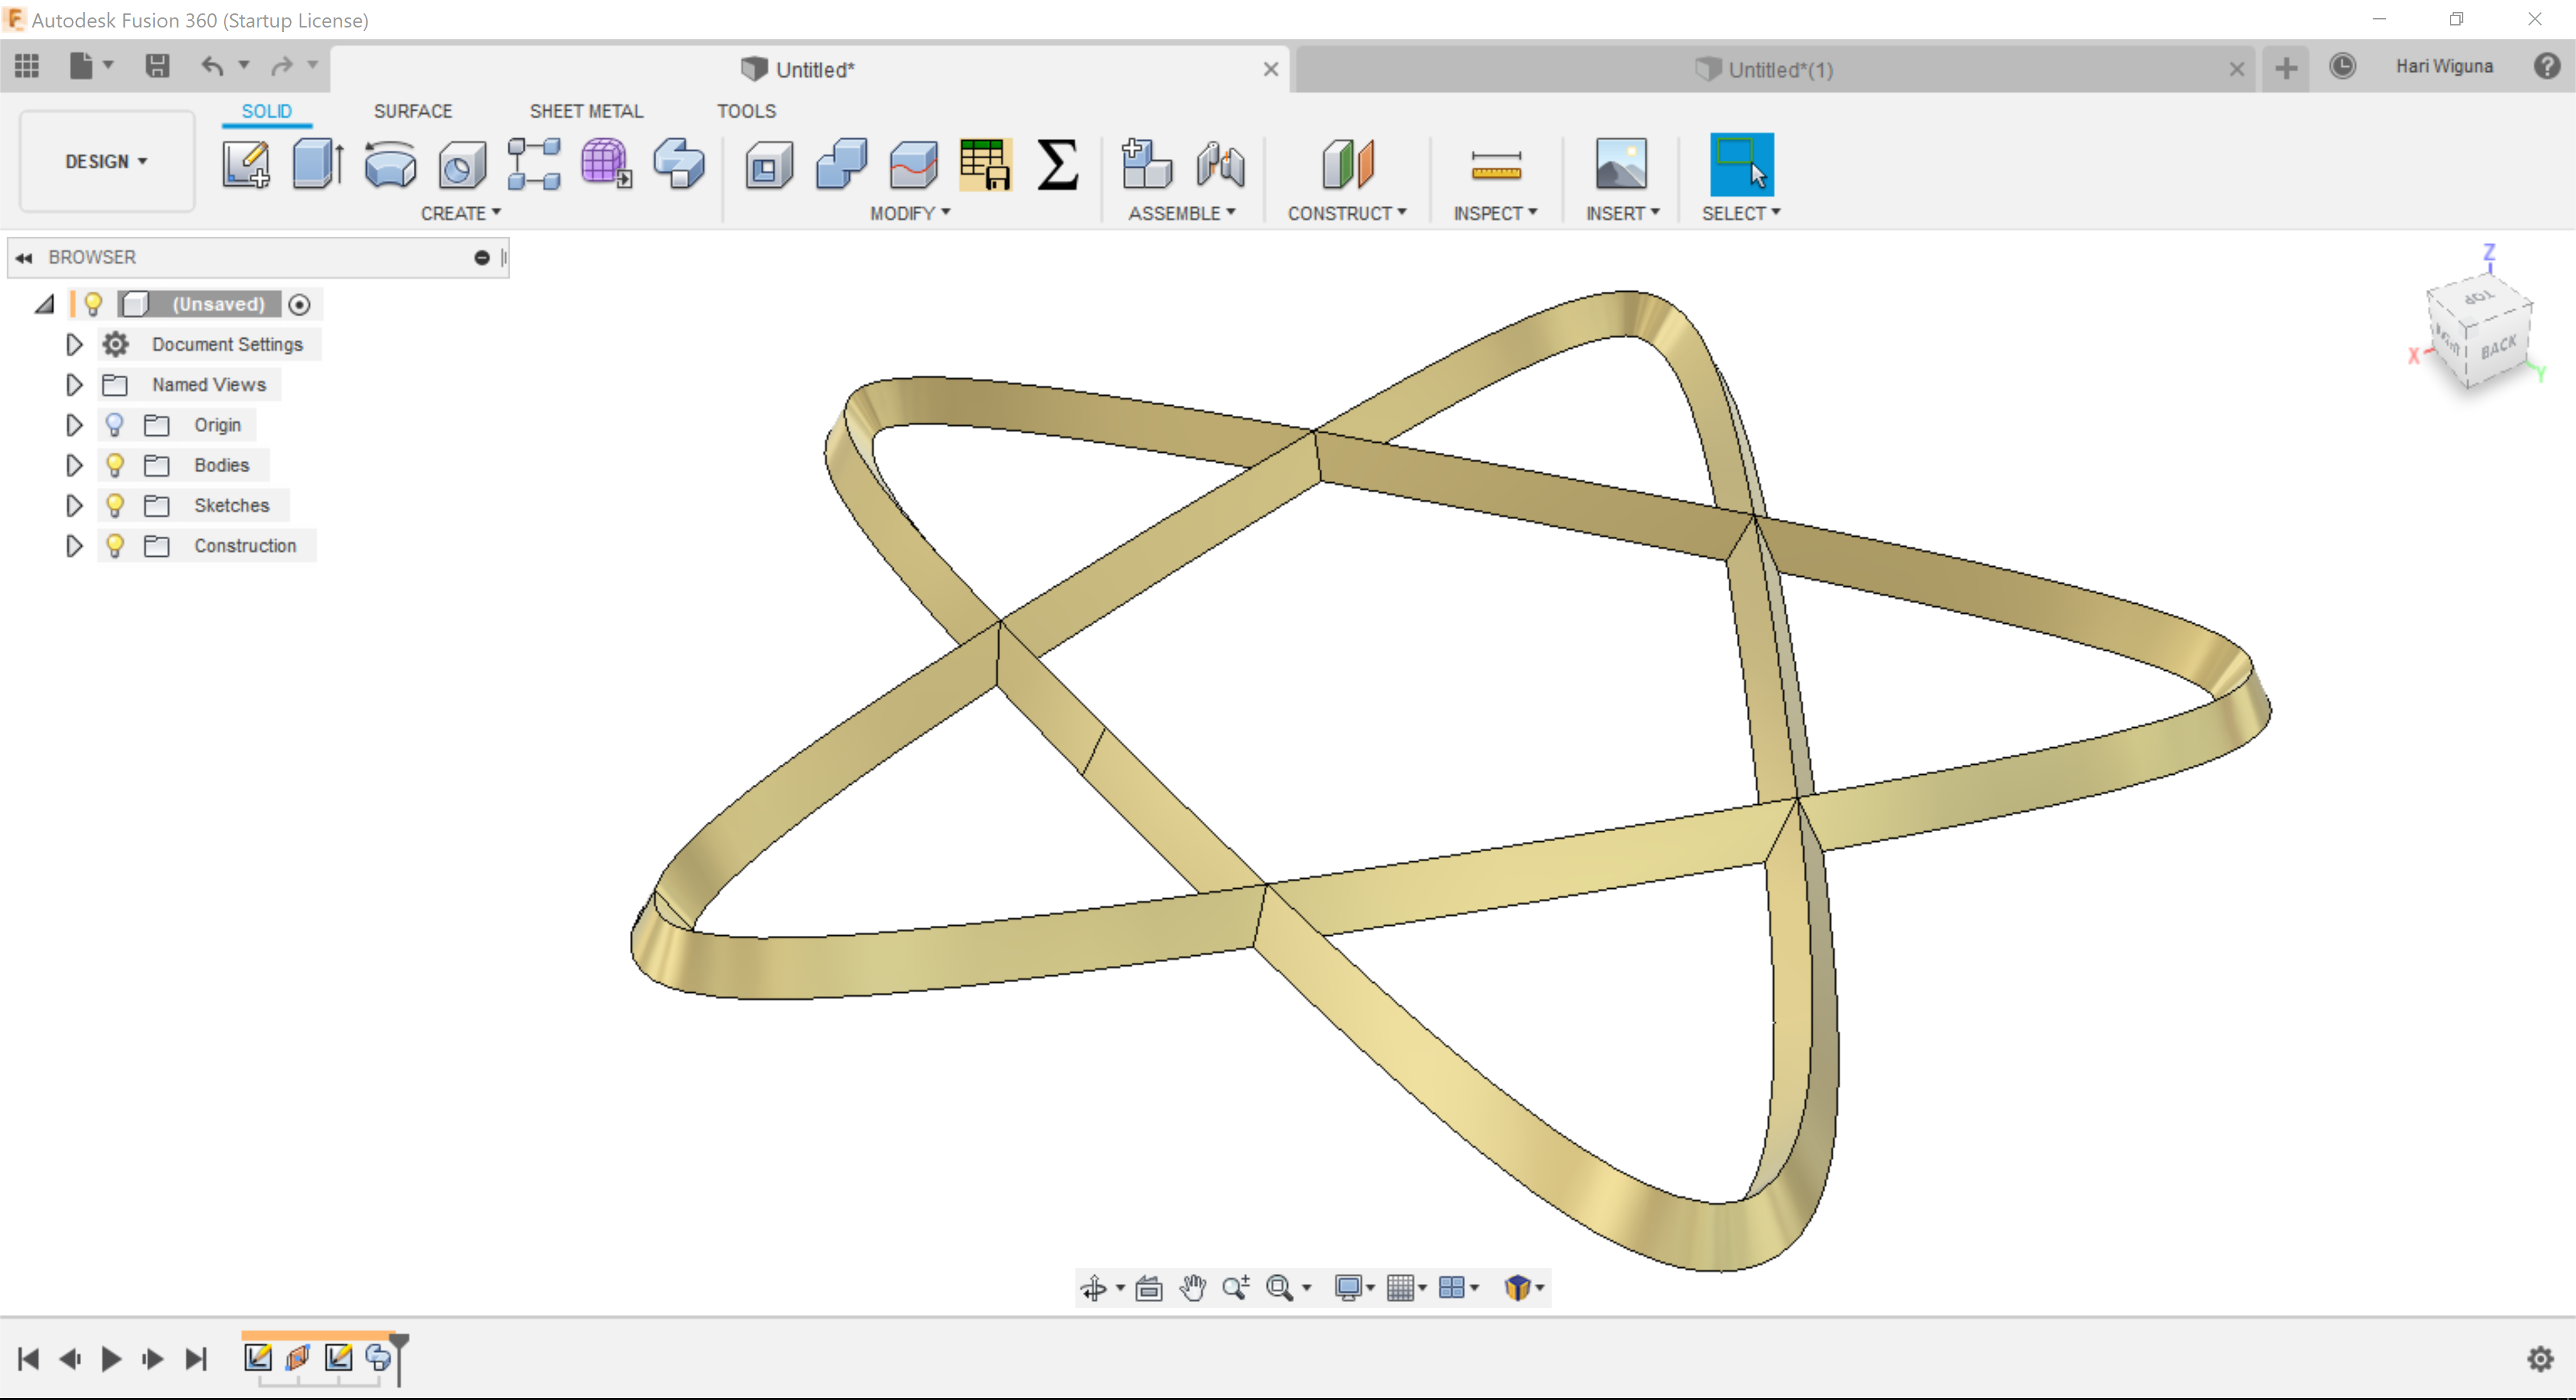 Autodesk Fusion 360 (Startup License)
Untitled*
Untitled*(1)
Hari Wiguna
SOLID SURFACE SHEET METAL TOOLS
DESIGN
CREATE MODIFY ASSEMBLE CONSTRUCT INSPECT INSERT SELECT
BROWSER
(Unsaved)
Document Settings
Named Views
Origin
Bodies
Sketches
Construction
Z
TOP
BACK
X
Y